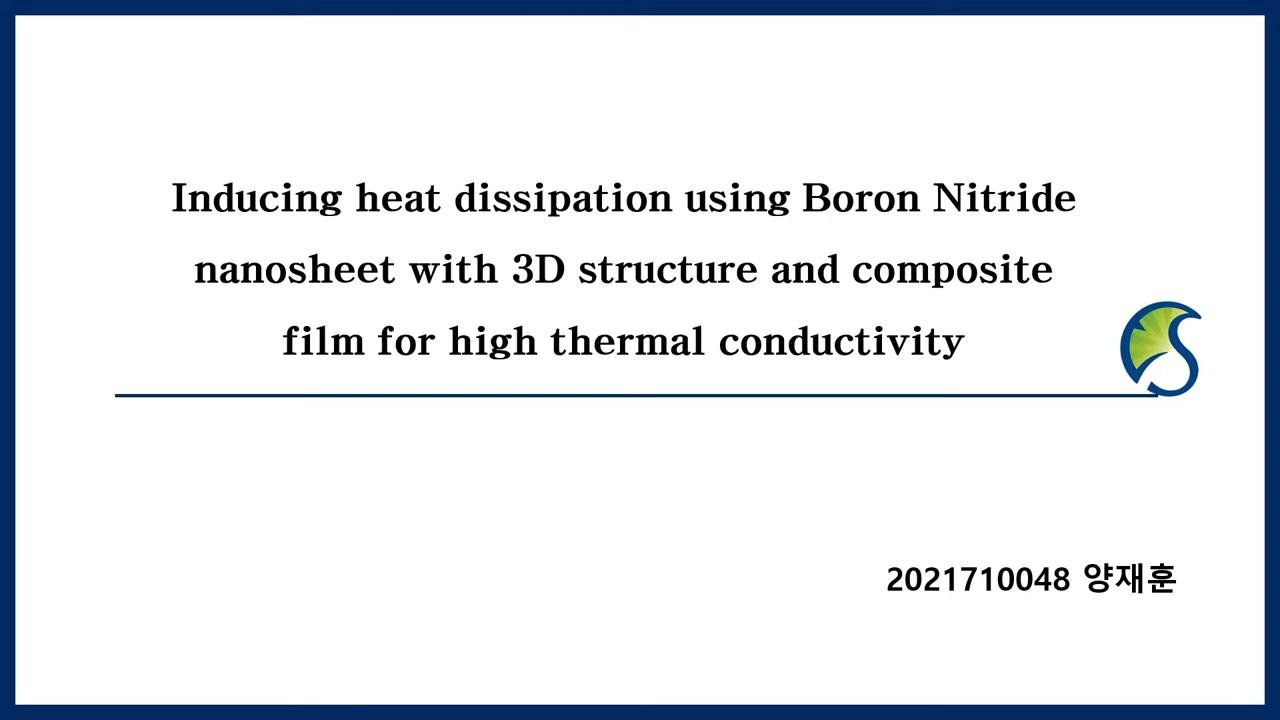 Inducing heat dissipation using Boron Nitride
nanosheet with 3D structure and composite
film for high thermal conductivity
2021710048 양재훈